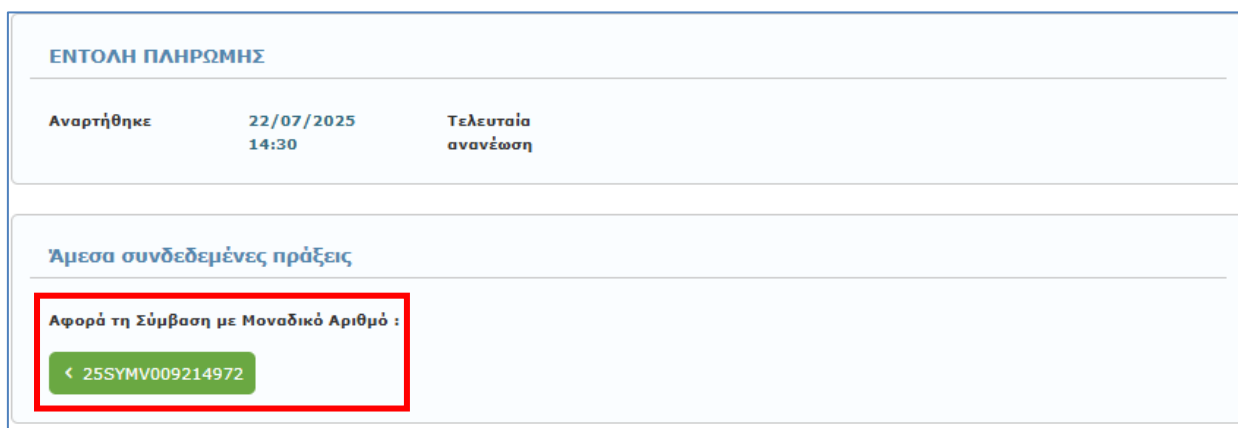 ΕΝΤΟΛΗ ΠΛΗΡΩΜΗΣ
Αναρτήθηκε 22/07/2025 Τελευταία
14:30 ανανέωση
Άμεσα συνδεδεμένες πράξεις
Αφορά τη Σύμβαση με Μοναδικό Αριθμό :
< 25SYMV009214972